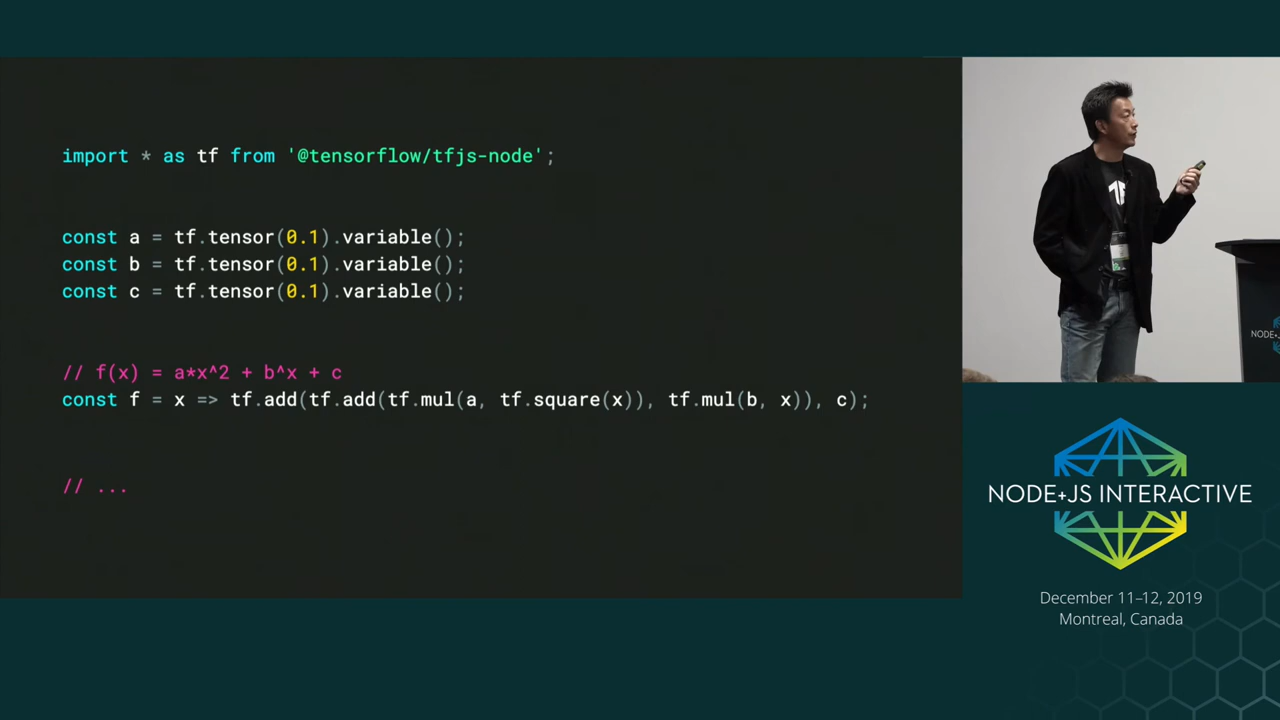 import * as tf from '@tensorflow/tfjs-node';
const a = tf.tensor(0.1).variable();
const b = tf.tensor(0.1).variable();
const c = tf.tensor(0.1).variable();
// f(x) = a*x^2 + b^x + c
const f = x => tf.add(tf.add(tf.mul(a, tf.square(x)), tf.mul(b, x)), c);
// ...
NODE+JS INTERACTIVE
December 11–12, 2019
Montreal, Canada